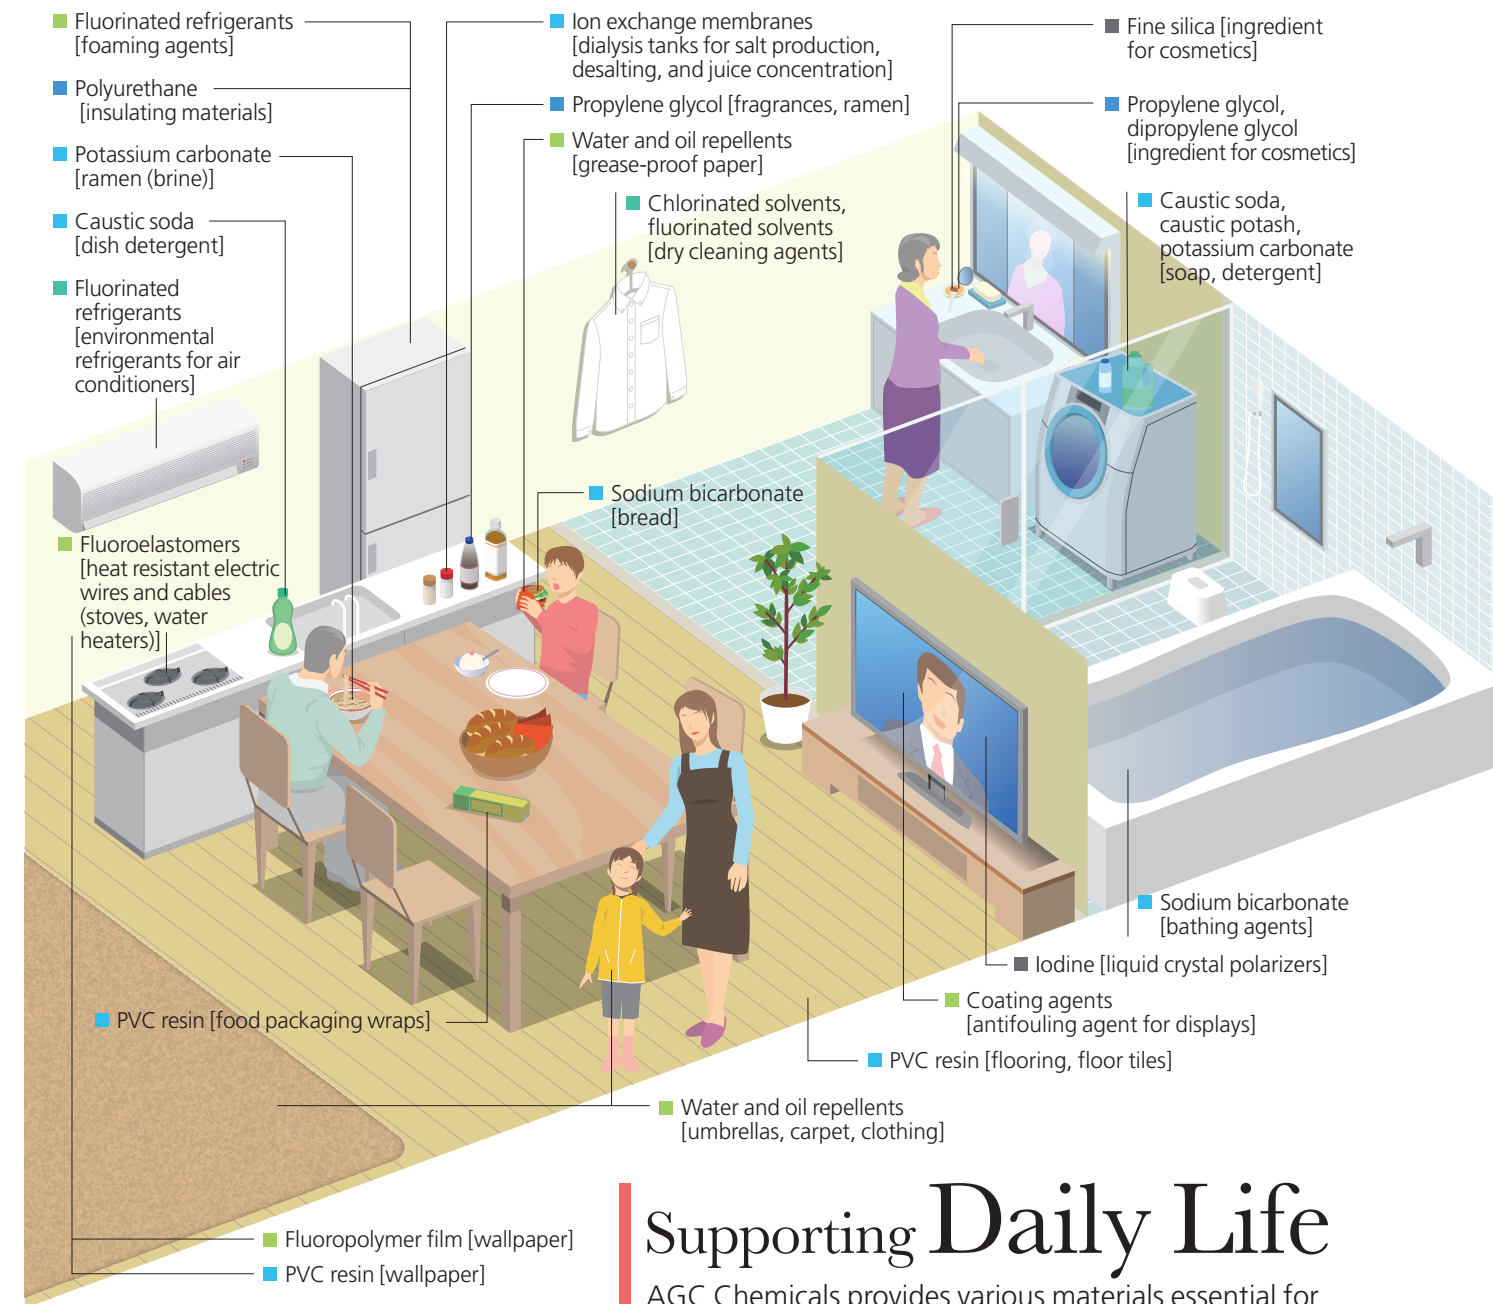 Fluorinated refrigerants
[foaming agents]
Polyurethane
[insulating materials]
Potassium carbonate
[ramen (brine)]
Caustic soda
[dish detergent]
Fluorinated
refrigerants
[environmental
refrigerants for air
conditioners]
Ion exchange membranes
[dialysis tanks for salt production,
desalting, and juice concentration]
Propylene glycol [fragrances, ramen]
Water and oil repellents
[grease-proof paper]
Chlorinated solvents,
fluorinated solvents
[dry cleaning agents]
Fine silica [ingredient
for cosmetics]
Propylene glycol,
dipropylene glycol
[ingredient for cosmetics]
Caustic soda,
caustic potash,
potassium carbonate
[soap, detergent]
Sodium bicarbonate
[bread]
Fluoroelastomers
[heat resistant electric
wires and cables
(stoves, water
heaters)]
Sodium bicarbonate
[bathing agents]
Iodine [liquid crystal polarizers]
Coating agents
[antifouling agent for displays]
PVC resin [food packaging wraps]
PVC resin [flooring, floor tiles]
Water and oil repellents
[umbrellas, carpet, clothing]
Fluoropolymer film [wallpaper]
PVC resin [wallpaper]
Supporting Daily Life
AGC Chemicals provides various materials essential for